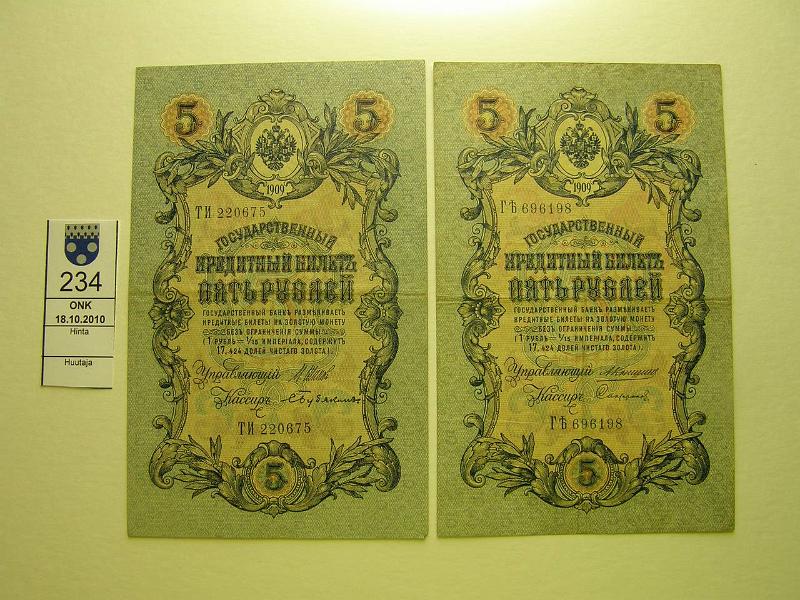 234
ONK
18.10.2010
Hinta
Huutaja
5 5
1909
ТИ 220675
ГОСУДАРСТВЕННЫЙ
КРЕДИТНЫЙ БИЛЕТЪ
ПЯТЬ РУБЛЕЙ
ГОСУДАРСТВЕННЫЙ БАНКЪ РАЗМѢНИВАЕТЪ
КРЕДИТНЫЕ БИЛЕТЫ НА ЗОЛОТУЮ МОНЕТУ
БЕЗЪ ОГРАНИЧЕНІЯ СУММЫ
(1 РУБЛЬ = 1/15 ИМПЕРІАЛА, СОДЕРЖИТЪ
17,424 ДОЛЕЙ ЧИСТАГО ЗОЛОТА).
Управляющій
Кассиръ
ТИ 220675
5
5 5
1909
ГѢ 696198
ГОСУДАРСТВЕННЫЙ
КРЕДИТНЫЙ БИЛЕТЪ
ПЯТЬ РУБЛЕЙ
ГОСУДАРСТВЕННЫЙ БАНКЪ РАЗМѢНИВАЕТЪ
КРЕДИТНЫЕ БИЛЕТЫ НА ЗОЛОТУЮ МОНЕТУ
БЕЗЪ ОГРАНИЧЕНІЯ СУММЫ
(1 РУБЛЬ = 1/15 ИМПЕРІАЛА, СОДЕРЖИТЪ
17,424 ДОЛЕЙ ЧИСТАГО ЗОЛОТА).
Управляющій
Кассиръ
ГѢ 696198
5